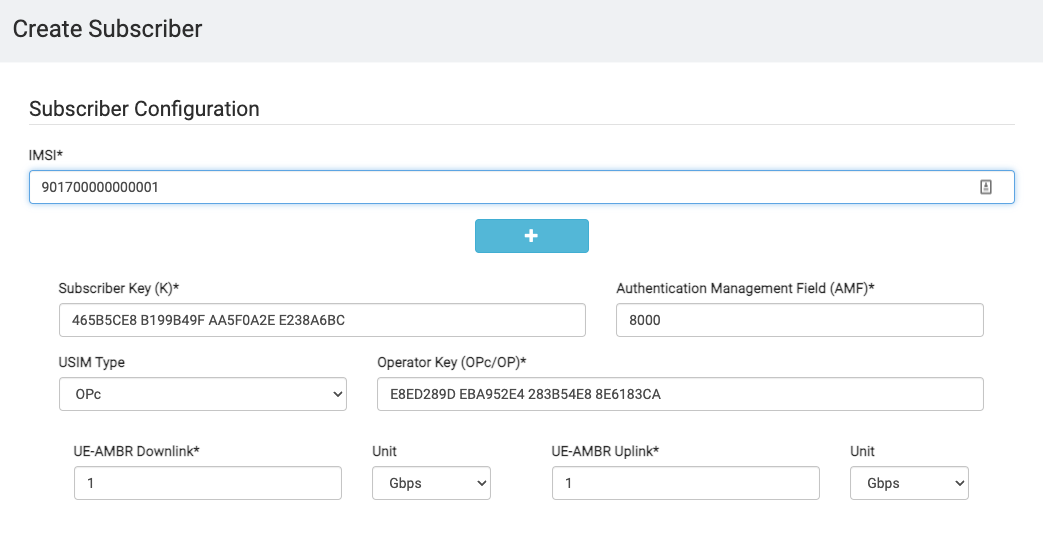 Create Subscriber
Subscriber Configuration
IMSI*
901700000000001
+
Subscriber Key (K)* Authentication Management Field (AMF)*
465B5CE8 B199B49F AA5F0A2E E238A6BC 8000
USIM Type Operator Key (OPc/OP)*
OPc E8ED289D EBA952E4 283B54E8 8E6183CA
UE-AMBR Downlink* Unit UE-AMBR Uplink* Unit
1 Gbps 1 Gbps